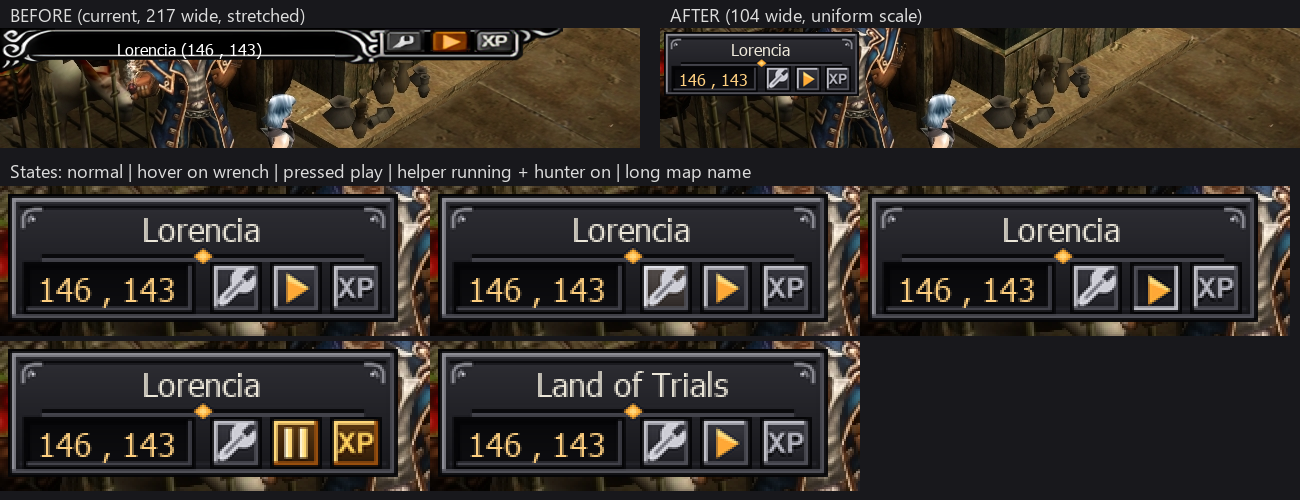 BEFORE (current, 217 wide, stretched)
AFTER (104 wide, uniform scale)
Lorencia (146 , 143)
XP
Lorencia
146 , 143
XP
States: normal | hover on wrench | pressed play | helper running + hunter on | long map name
Lorencia
146 , 143
XP
Lorencia
146 , 143
XP
Lorencia
146 , 143
XP
Lorencia
146 , 143
XP
Land of Trials
146 , 143
XP